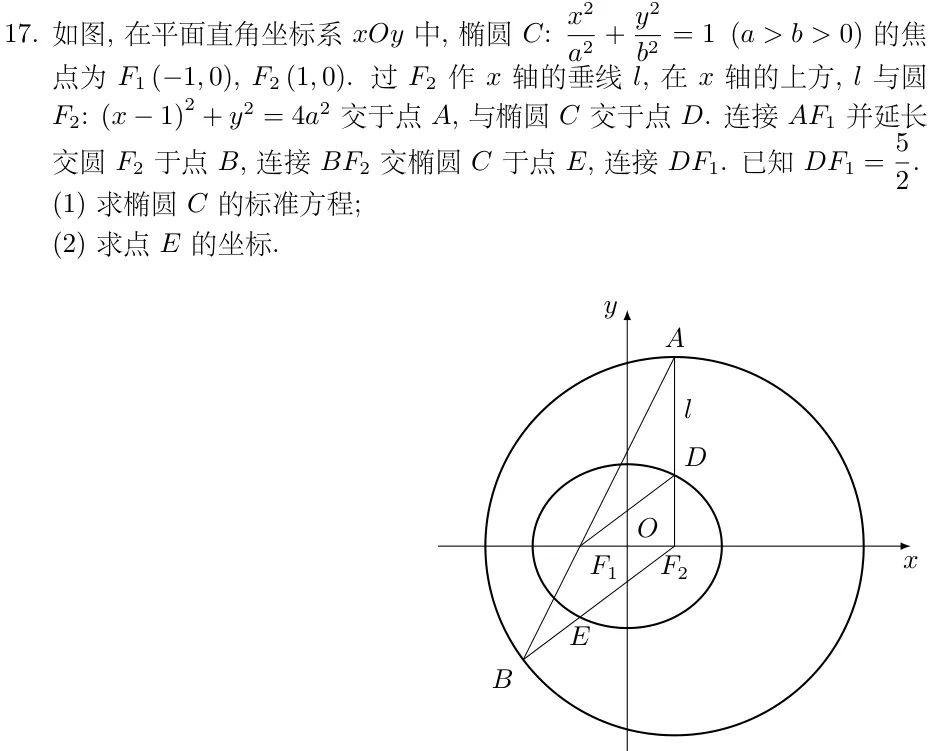 17. 如图, 在平面直角坐标系 xOy 中, 椭圆 C: x²/a² + y²/b² = 1 (a > b > 0) 的焦
点为 F₁ (−1, 0), F₂ (1, 0). 过 F₂ 作 x 轴的垂线 l, 在 x 轴的上方, l 与圆
F₂: (x − 1)² + y² = 4a² 交于点 A, 与椭圆 C 交于点 D. 连接 AF₁ 并延长
交圆 F₂ 于点 B, 连接 BF₂ 交椭圆 C 于点 E, 连接 DF₁. 已知 DF₁ = 5/2.
(1) 求椭圆 C 的标准方程;
(2) 求点 E 的坐标.
y
A
l
D
O
F₁ F₂ x
E
B